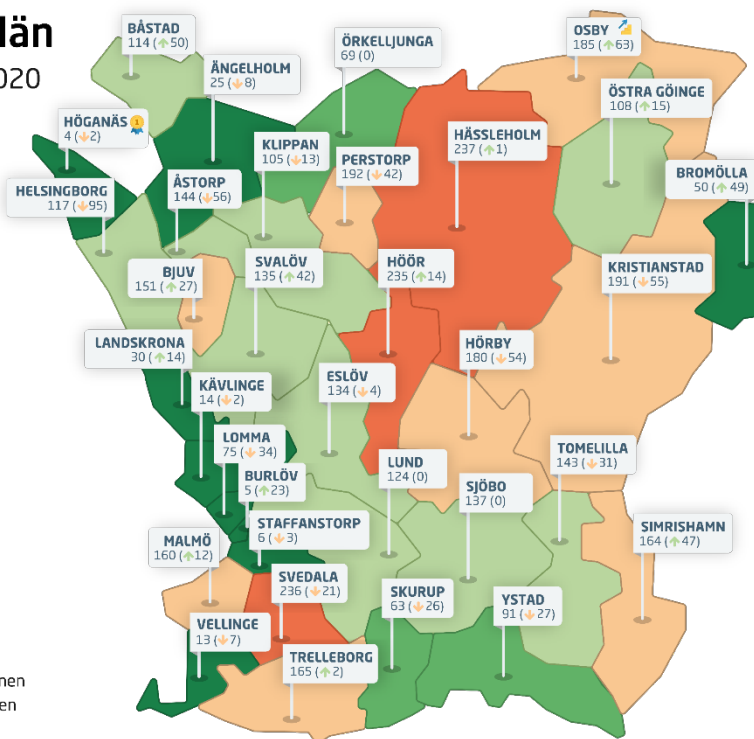 län
2020
BÅSTAD
114 (↑50)
ÖRKELLJUNGA
69 (0)
OSBY
185 (↑63)
ÄNGELHOLM
25 (↓8)
ÖSTRA GÖINGE
108 (↑15)
HÖGANÄS 1
4 (↓2)
KLIPPAN
105 (↓13)
HÄSSLEHOLM
237 (↑1)
PERSTORP
192 (↓42)
BROMÖLLA
50 (↑49)
HELSINGBORG
117 (↓95)
ÅSTORP
144 (↓56)
BJUV
151 (↑27)
SVALÖV
135 (↑42)
HÖÖR
235 (↑14)
KRISTIANSTAD
191 (↓55)
LANDSKRONA
30 (↑14)
HÖRBY
180 (↓54)
KÄVLINGE
14 (↓2)
ESLÖV
134 (↓4)
LOMMA
75 (↓34)
TOMELILLA
143 (↓31)
BURLÖV
5 (↑23)
LUND
124 (0)
SJÖBO
137 (0)
STAFFANSTORP
6 (↓3)
SIMRISHAMN
164 (↑47)
MALMÖ
160 (↑12)
SVEDALA
236 (↓21)
SKURUP
63 (↓26)
YSTAD
91 (↓27)
VELLINGE
13 (↓7)
TRELLEBORG
165 (↑2)